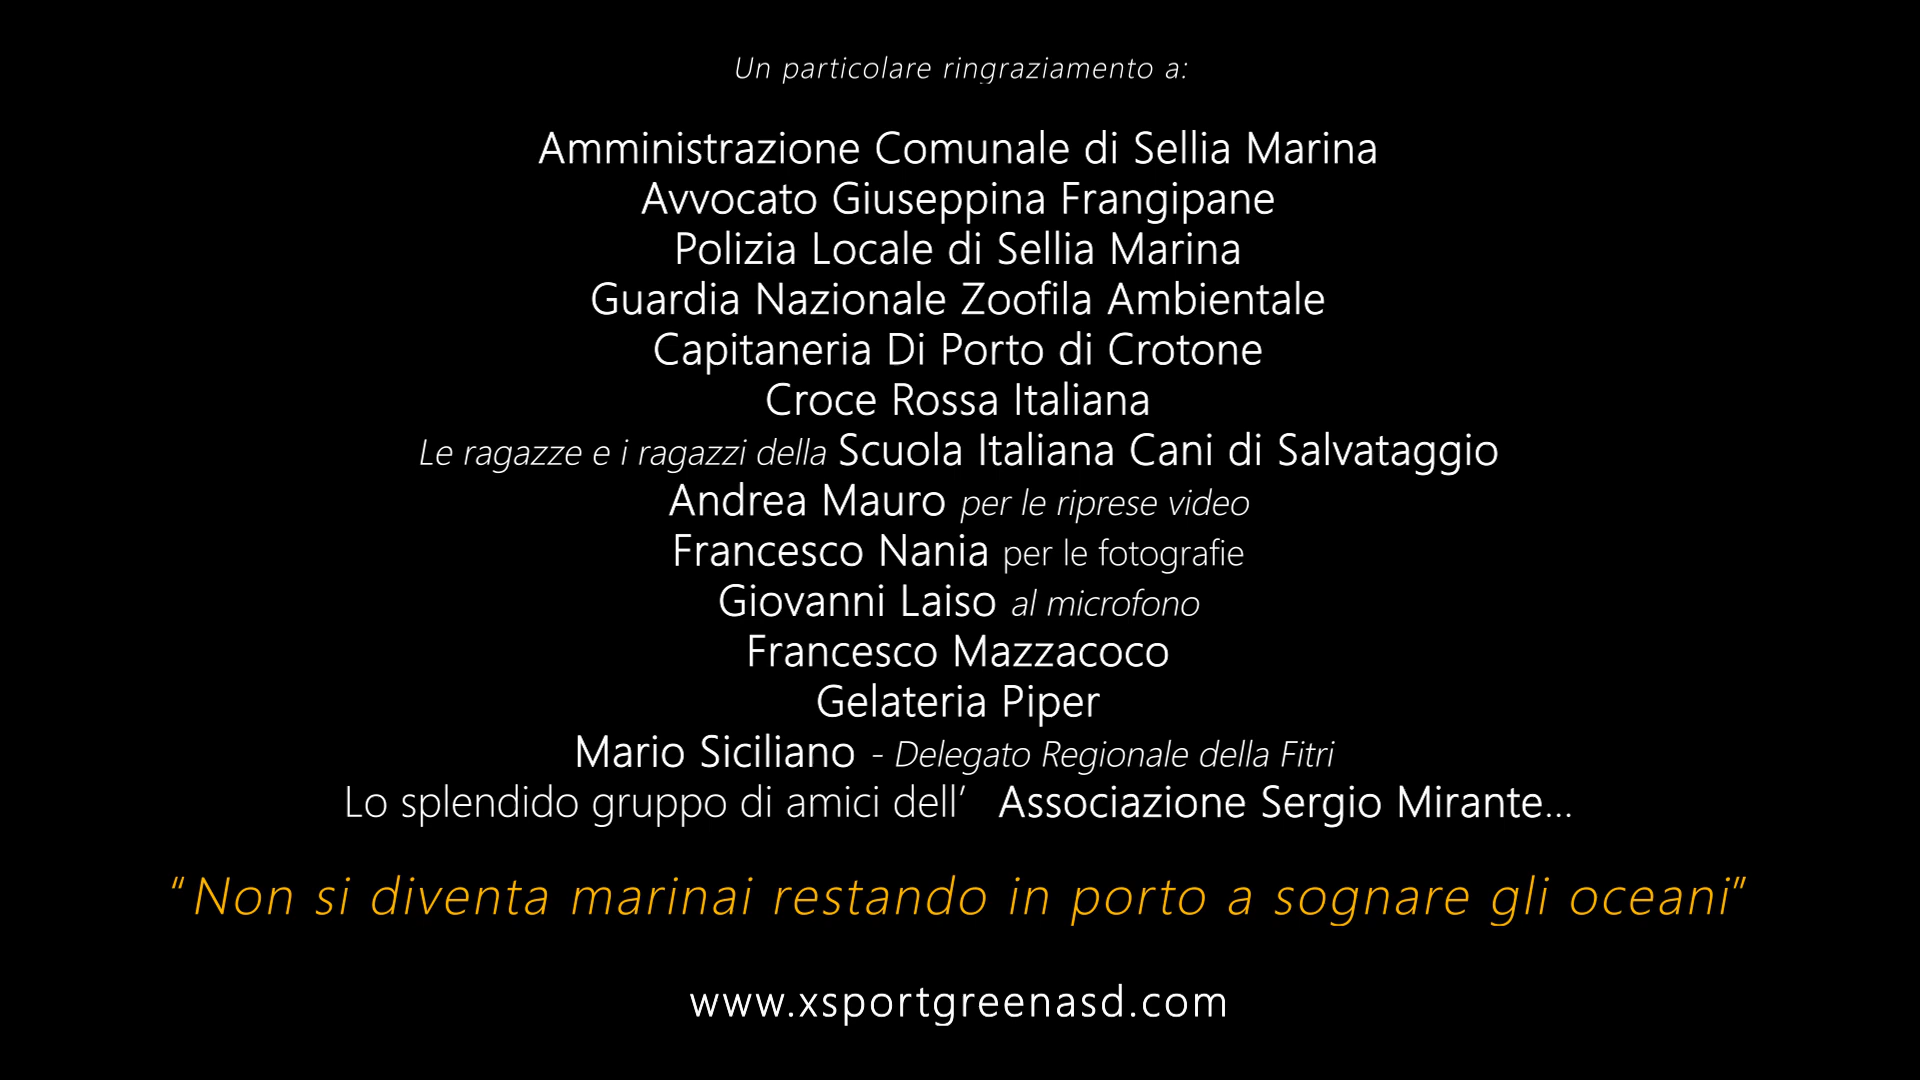 Un particolare ringraziamento a:
Amministrazione Comunale di Sellia Marina
Avvocato Giuseppina Frangipane
Polizia Locale di Sellia Marina
Guardia Nazionale Zoofila Ambientale
Capitaneria Di Porto di Crotone
Croce Rossa Italiana
Le ragazze e i ragazzi della Scuola Italiana Cani di Salvataggio
Andrea Mauro per le riprese video
Francesco Nania per le fotografie
Giovanni Laiso al microfono
Francesco Mazzacoco
Gelateria Piper
Mario Siciliano - Delegato Regionale della Fitri
Lo splendido gruppo di amici dell’ Associazione Sergio Mirante...
“Non si diventa marinai restando in porto a sognare gli oceani”
www.xsportgreenasd.com